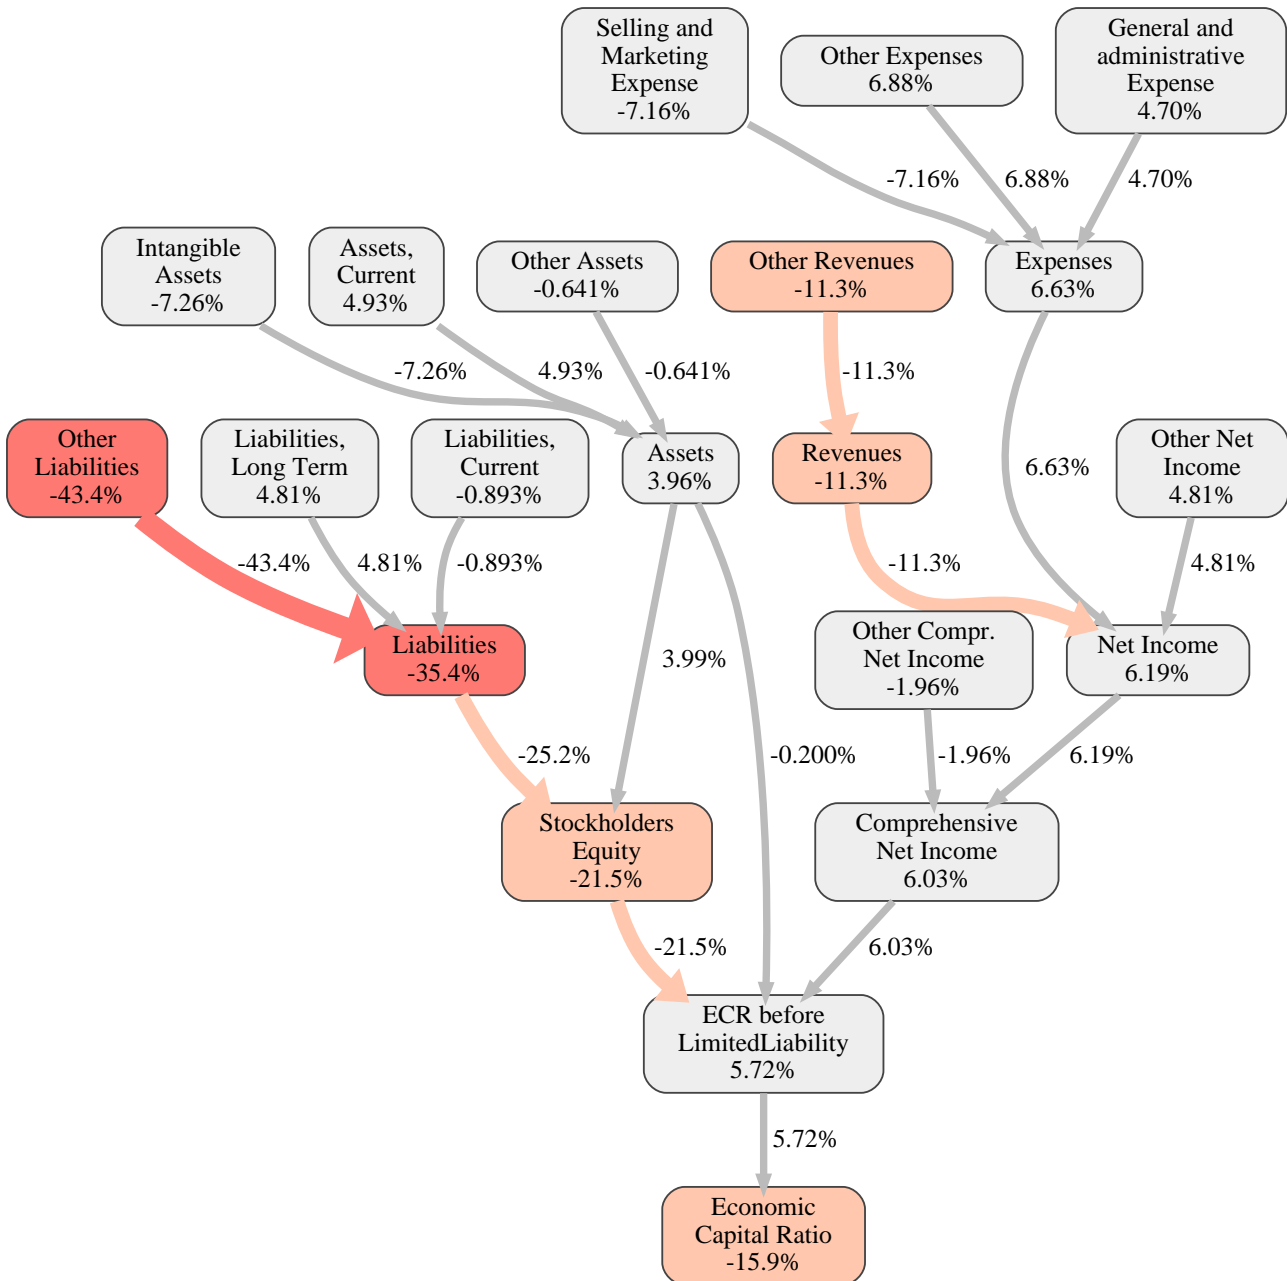 Selling and
Marketing
Expense
-7.16%
Other Expenses
6.88%
General and
administrative
Expense
4.70%
-7.16%
6.88%
4.70%
Intangible
Assets
-7.26%
Assets,
Current
4.93%
Other Assets
-0.641%
Other Revenues
-11.3%
Expenses
6.63%
-7.26%
4.93%
-0.641%
-11.3%
Other
Liabilities
-43.4%
Liabilities,
Long Term
4.81%
Liabilities,
Current
-0.893%
Assets
3.96%
Revenues
-11.3%
6.63%
Other Net
Income
4.81%
-43.4%
4.81%
-0.893%
-11.3%
4.81%
Liabilities
-35.4%
3.99%
Other Compr.
Net Income
-1.96%
Net Income
6.19%
-25.2%
-0.200%
-1.96%
6.19%
Stockholders
Equity
-21.5%
Comprehensive
Net Income
6.03%
-21.5%
6.03%
ECR before
LimitedLiability
5.72%
5.72%
Economic
Capital Ratio
-15.9%